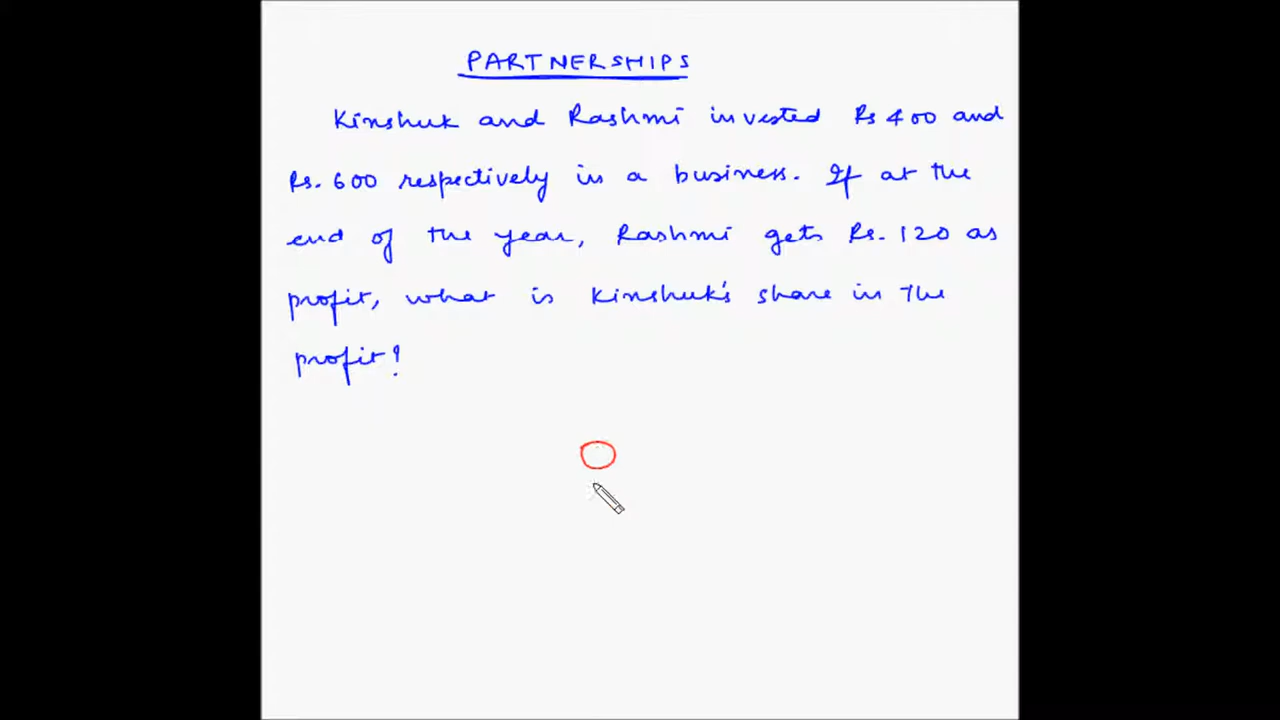 PARTNERSHIPS
Kinshuk and Rashmi invested Rs 400 and
Rs. 600 respectively in a business. If at the
end of the year, Rashmi gets Rs. 120 as
profit, what is Kinshuk's share in the
profit?